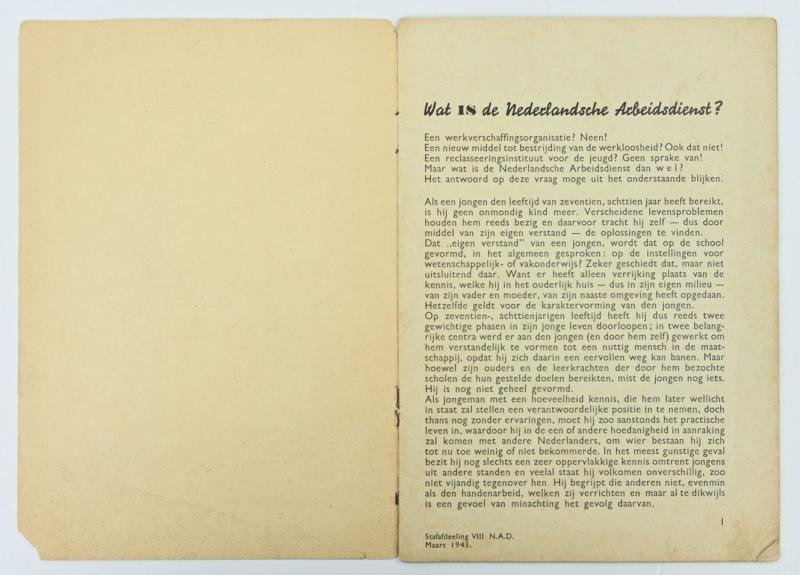 Wat IS de Nederlandsche Arbeidsdienst?
Een werkverschaffingsorganisatie? Neen!
Een nieuw middel tot bestrijding van de werkloosheid? Ook dat niet!
Een reclasseeringsinstituut voor de jeugd? Geen sprake van!
Maar wat is de Nederlandsche Arbeidsdienst dan wel?
Het antwoord op deze vraag moge uit het onderstaande blijken.
Als een jongen den leeftijd van zeventien, achttien jaar heeft bereikt,
is hij geen onmondig kind meer. Verscheidene levensproblemen
houden hem reeds bezig en daarvoor tracht hij zelf — dus door
middel van zijn eigen verstand — de oplossingen te vinden.
Dat „eigen verstand" van een jongen, wordt dat op de school
gevormd, in het algemeen gesproken: op de instellingen voor
wetenschappelijk- of vakonderwijs? Zeker geschiedt dat, maar niet
uitsluitend daar. Want er heeft alleen verrijking plaats van de
kennis, welke hij in het ouderlijk huis — dus in zijn eigen milieu —
van zijn vader en moeder, van zijn naaste omgeving heeft opgedaan.
Hetzelfde geldt voor de karaktervorming van den jongen.
Op zeventien-, achttienjarigen leeftijd heeft hij dus reeds twee
gewichtige phasen in zijn jonge leven doorloopen; in twee belang-
rijke centra werd er aan den jongen (en door hem zelf) gewerkt om
hem verstandelijk te vormen tot een nuttig mensch in de maat-
schappij, opdat hij zich daarin een eervollen weg kan banen. Maar
hoewel zijn ouders en de leerkrachten der door hem bezochte
scholen de hun gestelde doelen bereikten, mist de jongen nog iets.
Hij is nog niet geheel gevormd.
Als jongeman met een hoeveelheid kennis, die hem later wellicht
in staat zal stellen een verantwoordelijke positie in te nemen, doch
thans nog zonder ervaringen, moet hij zoo aanstonds het practische
leven in, waardoor hij in de een of andere hoedanigheid in aanraking
zal komen met andere Nederlanders, om wier bestaan hij zich
tot nu toe weinig of niet bekommerde. In het meest gunstige geval
bezit hij nog slechts een zeer oppervlakkige kennis omtrent jongens
uit andere standen en veelal staat hij volkomen onverschillig, zoo
niet vijandig tegenover hen. Hij begrijpt die anderen niet, evenmin
als den handenarbeid, welken zij verrichten en maar al te dikwijls
is een gevoel van minachting het gevolg daarvan.
1
Stafafdeeling VIII N.A.D.
Maart 1943.